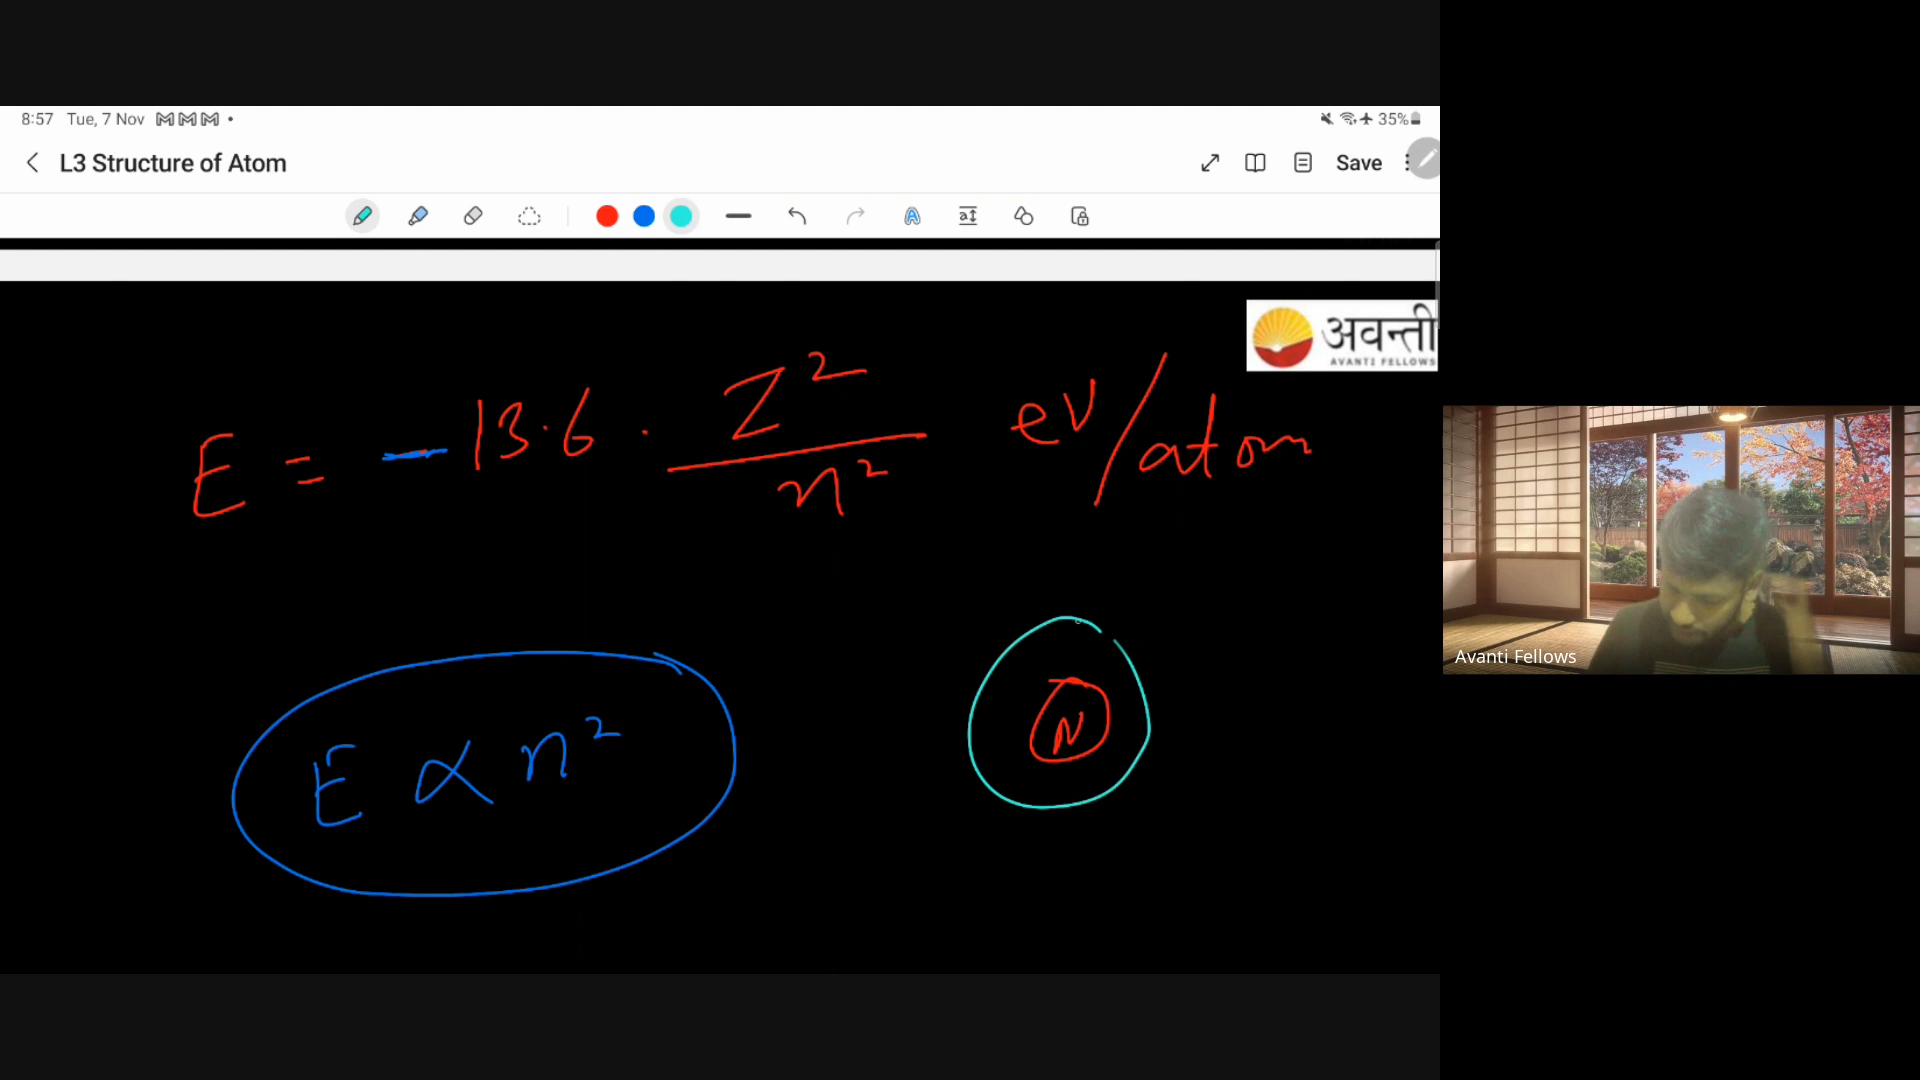 8:57 Tue, 7 Nov
35%
L3 Structure of Atom
Save
अवन्ती
AVANTI FELLOWS
E = - 13.6 . Z² / n² eV/atom
E ∝ n²
N
Avanti Fellows